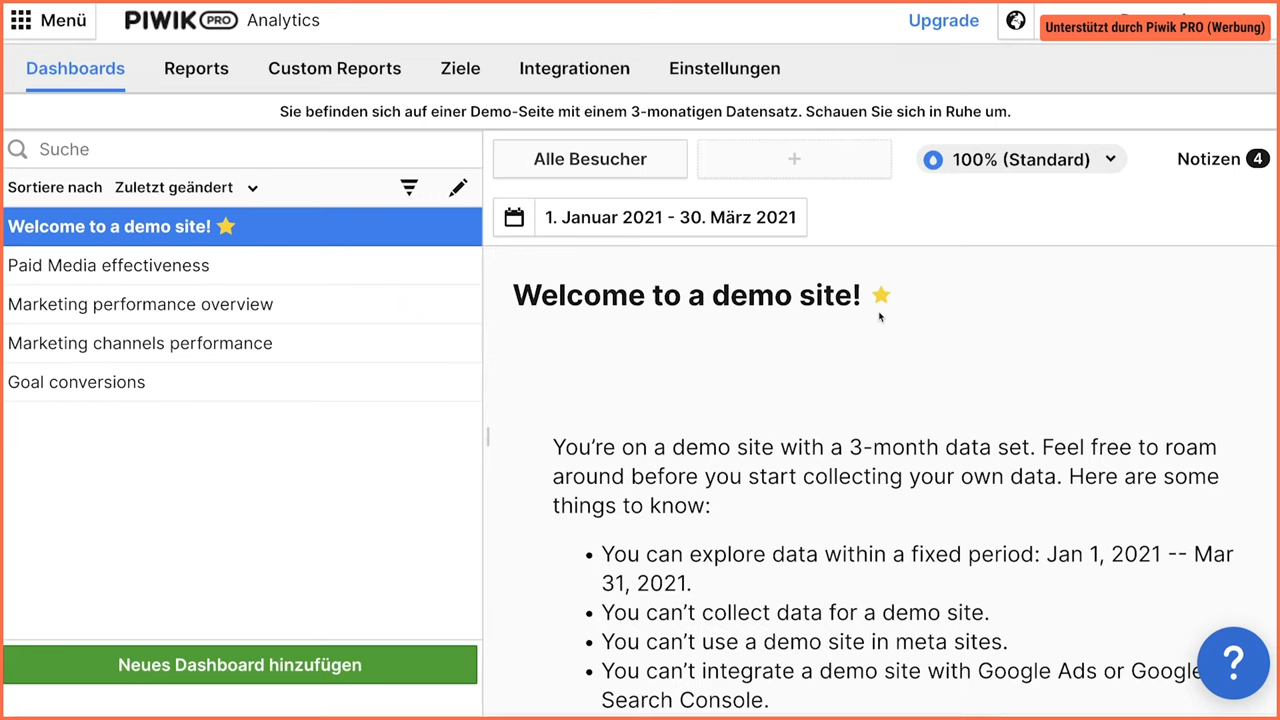 Menü
PIWIK PRO Analytics
Upgrade
Unterstützt durch Piwik PRO (Werbung)
Dashboards Reports Custom Reports Ziele Integrationen Einstellungen
Sie befinden sich auf einer Demo-Seite mit einem 3-monatigen Datensatz. Schauen Sie sich in Ruhe um.
Suche
Sortiere nach Zuletzt geändert
Welcome to a demo site! ⭐
Paid Media effectiveness
Marketing performance overview
Marketing channels performance
Goal conversions
Neues Dashboard hinzufügen
Alle Besucher + 100% (Standard) Notizen 4
1. Januar 2021 - 30. März 2021
Welcome to a demo site! ⭐
You’re on a demo site with a 3-month data set. Feel free to roam
around before you start collecting your own data. Here are some
things to know:
• You can explore data within a fixed period: Jan 1, 2021 -- Mar
31, 2021.
• You can’t collect data for a demo site.
• You can’t use a demo site in meta sites.
• You can’t integrate a demo site with Google Ads or Google
Search Console.
?